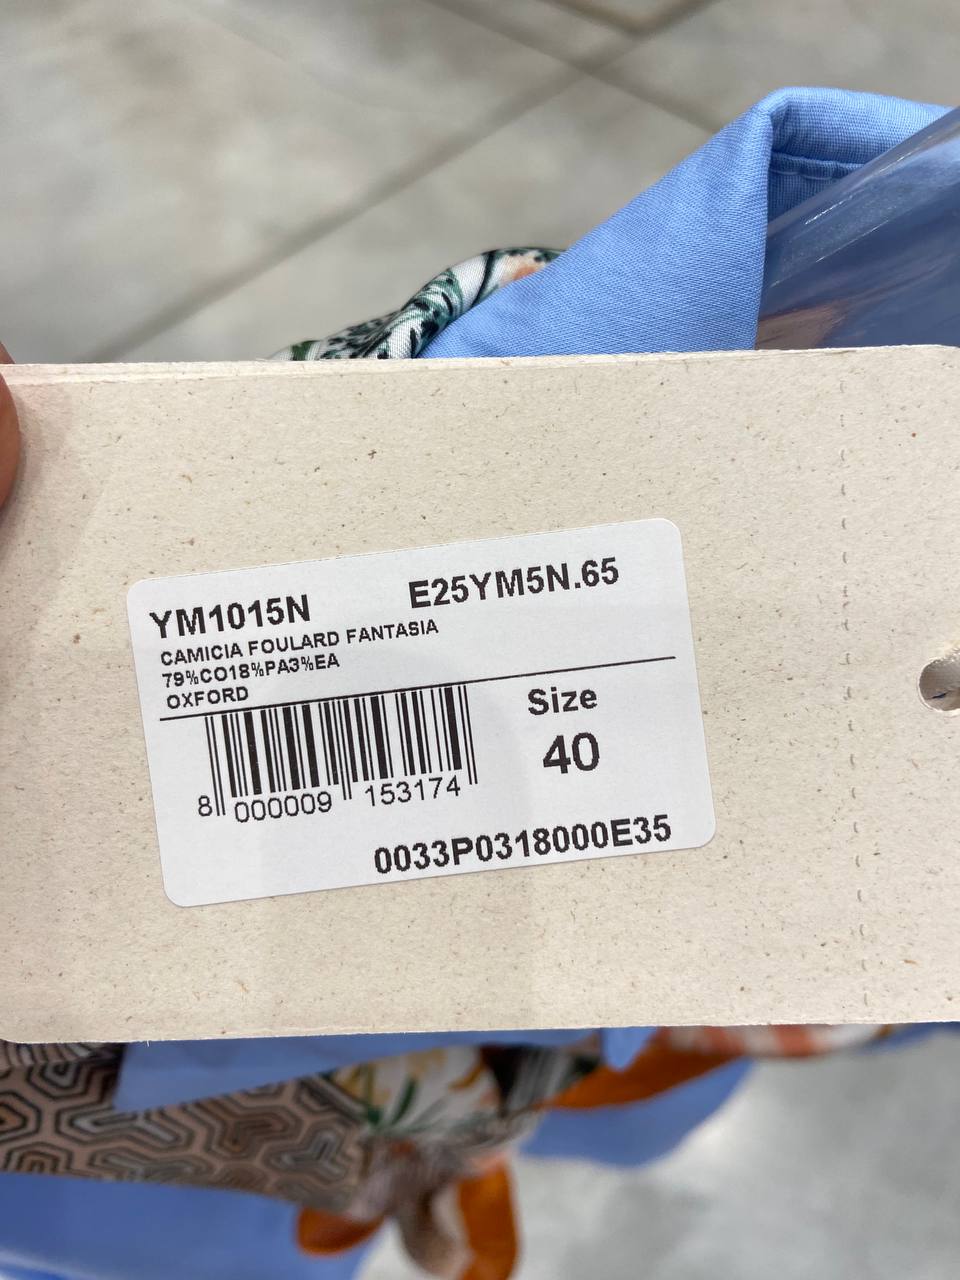 YM1015N E25YM5N.65
CAMICIA FOULARD FANTASIA
79%CO18%PA3%EA
OXFORD
Size
40
8 000009 153174
0033P0318000E35